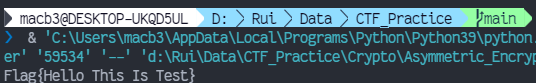 macb3@DESKTOP-UKQD5UL D: Rui Data CTF_Practice main
> & 'C:\Users\macb3\AppData\Local\Programs\Python\Python39\python.
er' '59534' '--' 'd:\Rui\Data\CTF_Practice\Crypto\Asymmetric_Encryp
Flag{Hello This Is Test}